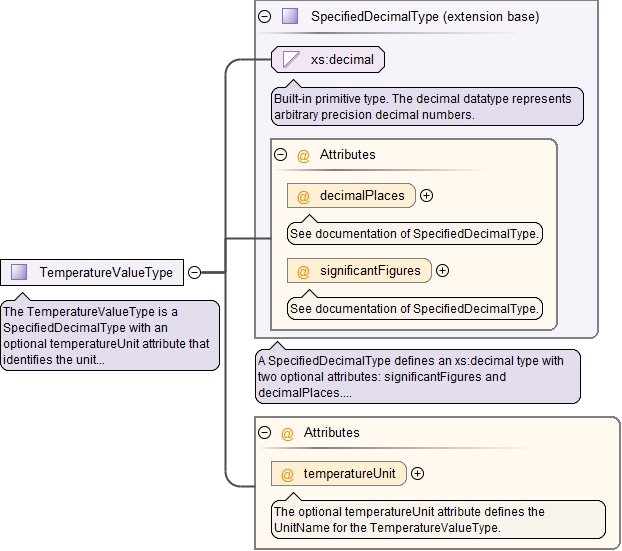 SpecifiedDecimalType (extension base)
xs:decimal
Built-in primitive type. The decimal datatype represents
arbitrary precision decimal numbers.
@ Attributes
@ decimalPlaces
See documentation of SpecifiedDecimalType.
@ significantFigures
See documentation of SpecifiedDecimalType.
TemperatureValueType
The TemperatureValueType is a
SpecifiedDecimalType with an
optional temperatureUnit attribute that
identifies the unit...
A SpecifiedDecimalType defines an xs:decimal type with
two optional attributes: significantFigures and
decimalPlaces....
@ Attributes
@ temperatureUnit
The optional temperatureUnit attribute defines the
UnitName for the TemperatureValueType.